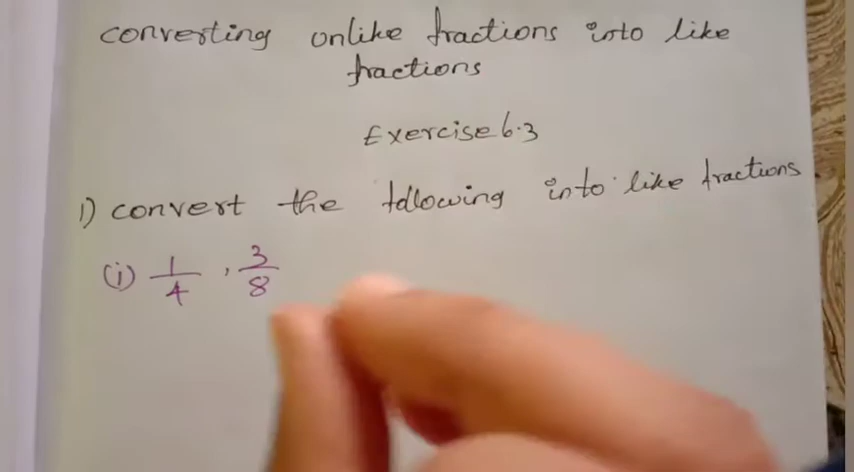 converting onlike fractions into like
fractions
Exercise 6.3
1) convert the following into like fractions
(i) 1/4 , 3/8